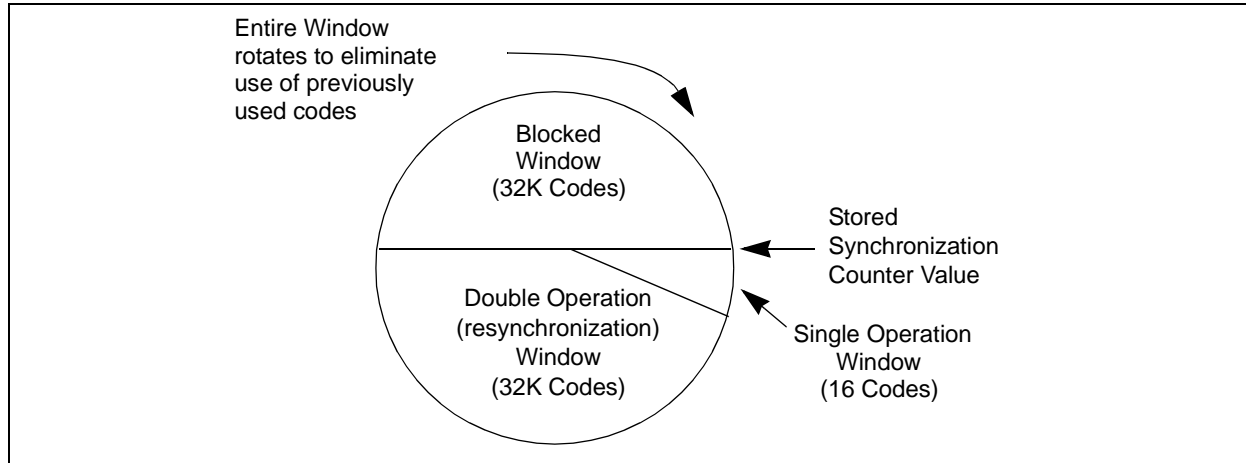 Entire Window
rotates to eliminate
use of previously
used codes
Blocked
Window
(32K Codes)
Stored
Synchronization
Counter Value
Double Operation
(resynchronization)
Window
(32K Codes)
Single Operation
Window
(16 Codes)